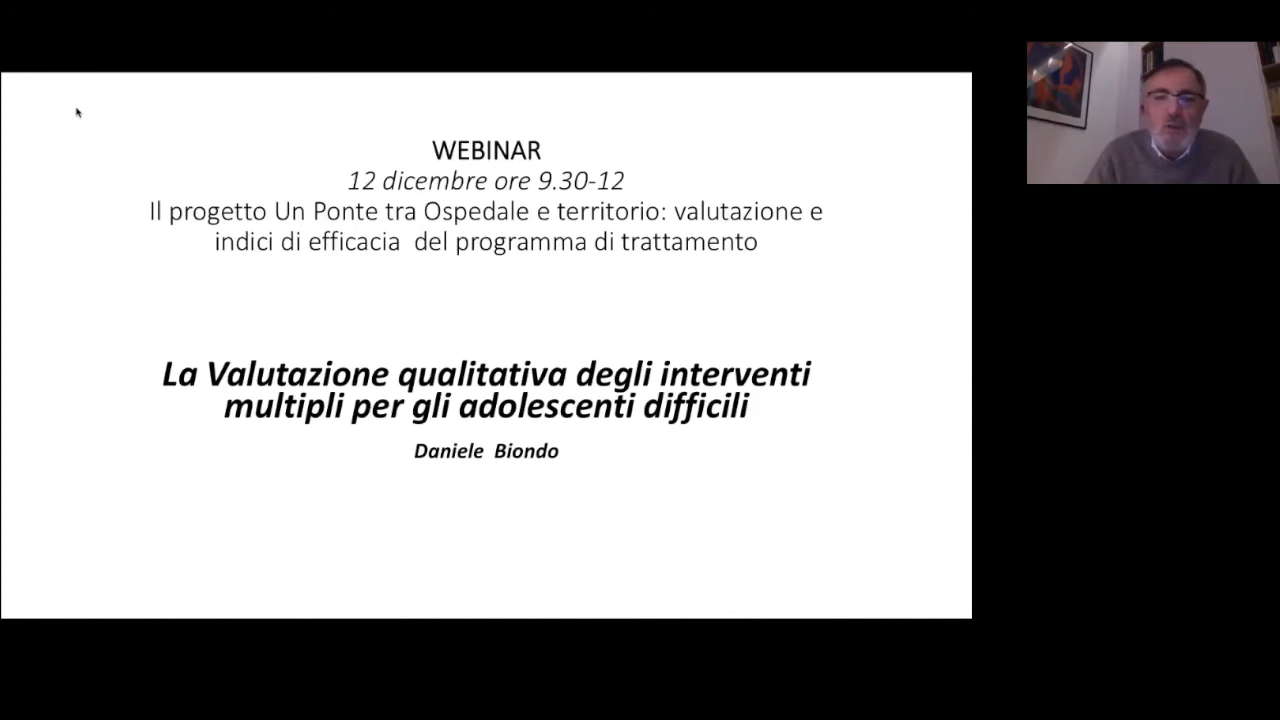 WEBINAR
12 dicembre ore 9.30-12
Il progetto Un Ponte tra Ospedale e territorio: valutazione e
indici di efficacia del programma di trattamento
La Valutazione qualitativa degli interventi
multipli per gli adolescenti difficili
Daniele Biondo